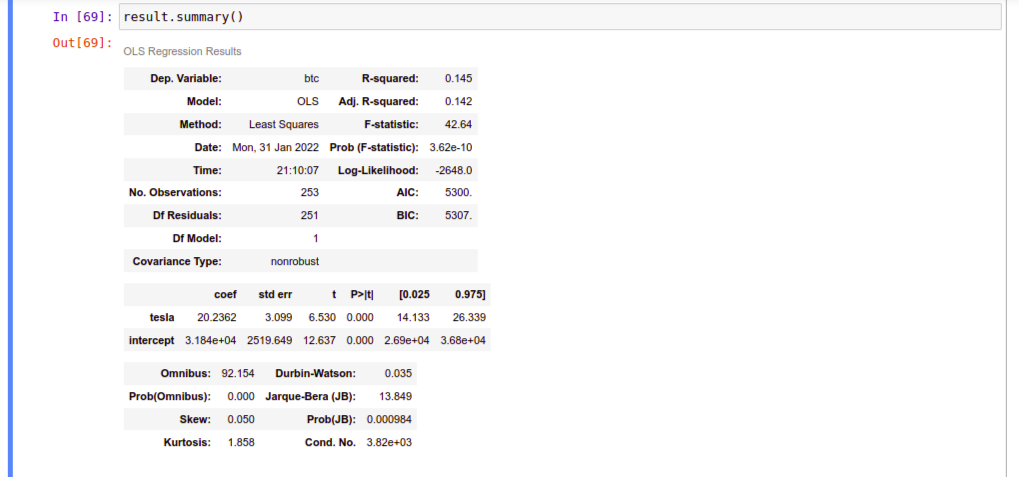 In [69]: result.summary()
Out[69]:
OLS Regression Results
Dep. Variable: btc R-squared: 0.145
Model: OLS Adj. R-squared: 0.142
Method: Least Squares F-statistic: 42.64
Date: Mon, 31 Jan 2022 Prob (F-statistic): 3.62e-10
Time: 21:10:07 Log-Likelihood: -2648.0
No. Observations: 253 AIC: 5300.
Df Residuals: 251 BIC: 5307.
Df Model: 1
Covariance Type: nonrobust
coef std err t P>|t| [0.025 0.975]
tesla 20.2362 3.099 6.530 0.000 14.133 26.339
intercept 3.184e+04 2519.649 12.637 0.000 2.69e+04 3.68e+04
Omnibus: 92.154 Durbin-Watson: 0.035
Prob(Omnibus): 0.000 Jarque-Bera (JB): 13.849
Skew: 0.050 Prob(JB): 0.000984
Kurtosis: 1.858 Cond. No. 3.82e+03